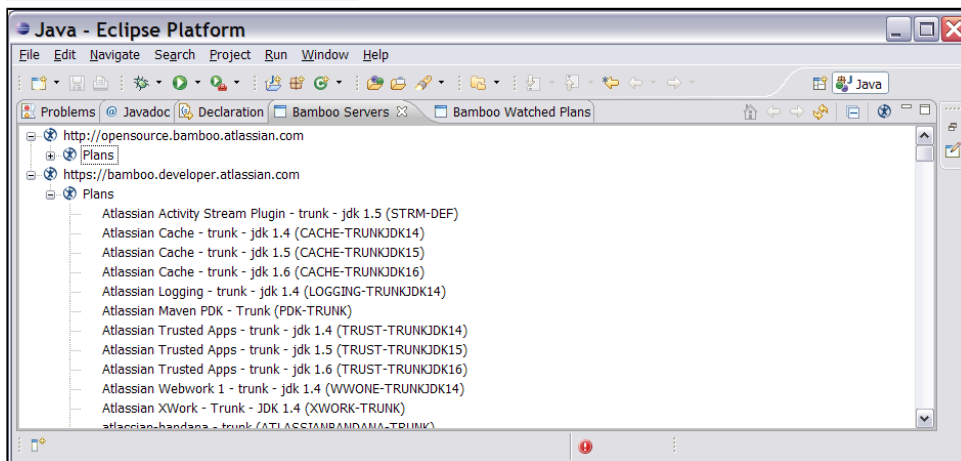 Java - Eclipse Platform
File Edit Navigate Search Project Run Window Help
Java
Problems @ Javadoc Declaration Bamboo Servers Bamboo Watched Plans
http://opensource.bamboo.atlassian.com
Plans
https://bamboo.developer.atlassian.com
Plans
Atlassian Activity Stream Plugin - trunk - jdk 1.5 (STRM-DEF)
Atlassian Cache - trunk - jdk 1.4 (CACHE-TRUNKJDK14)
Atlassian Cache - trunk - jdk 1.5 (CACHE-TRUNKJDK15)
Atlassian Cache - trunk - jdk 1.6 (CACHE-TRUNKJDK16)
Atlassian Logging - trunk - jdk 1.4 (LOGGING-TRUNKJDK14)
Atlassian Maven PDK - Trunk (PDK-TRUNK)
Atlassian Trusted Apps - trunk - jdk 1.4 (TRUST-TRUNKJDK14)
Atlassian Trusted Apps - trunk - jdk 1.5 (TRUST-TRUNKJDK15)
Atlassian Trusted Apps - trunk - jdk 1.6 (TRUST-TRUNKJDK16)
Atlassian Webwork 1 - trunk - jdk 1.4 (WWONE-TRUNKJDK14)
Atlassian XWork - Trunk - JDK 1.4 (XWORK-TRUNK)
atlassian-bandana - trunk (ATLASSIANBANDANA-TRUNK)